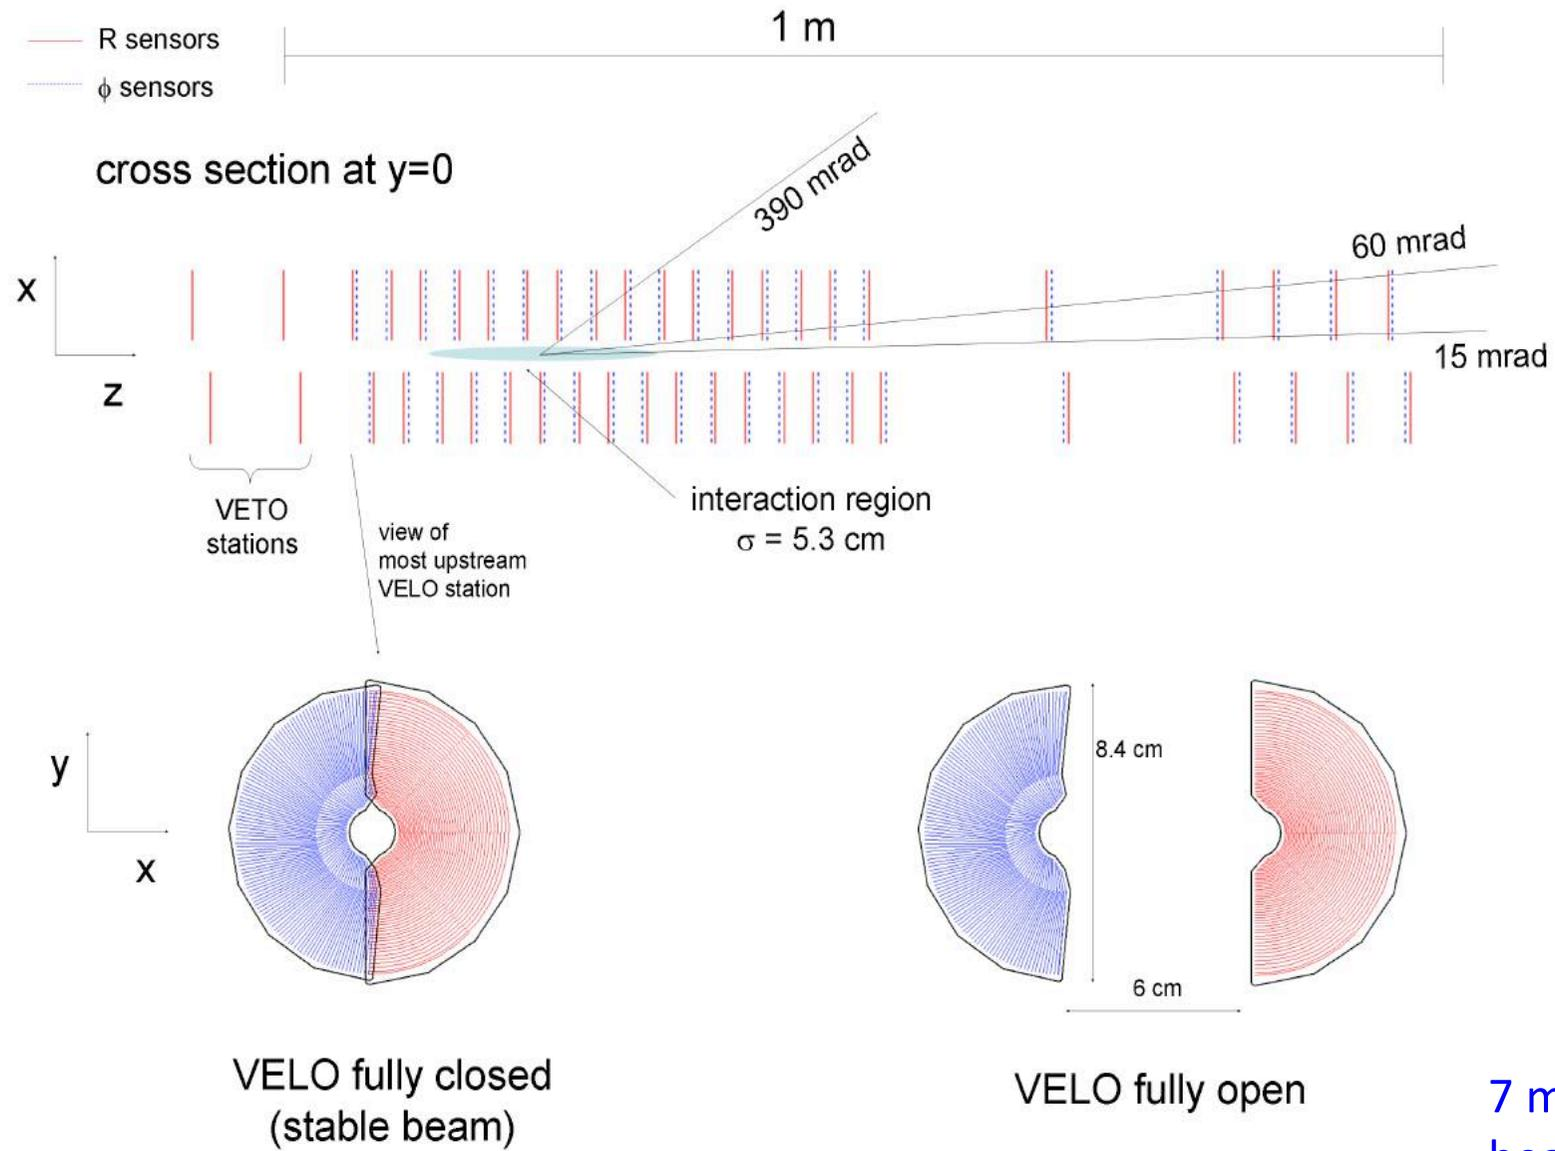 1 m
R sensors
ϕ sensors
cross section at y=0
390 mrad
60 mrad
15 mrad
x
z
VETO
stations
view of
most upstream
VELO station
interaction region
σ = 5.3 cm
y
x
8.4 cm
6 cm
VELO fully closed
(stable beam)
VELO fully open
7